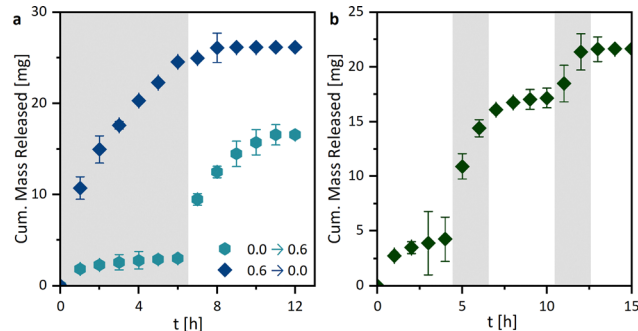 a
Cum. Mass Released [mg]
30
20
10
0
0.0 → 0.6
0.6 → 0.0
0 4 8 12
t [h]
b
Cum. Mass Released [mg]
25
20
15
10
5
0
0 5 10 15
t [h]